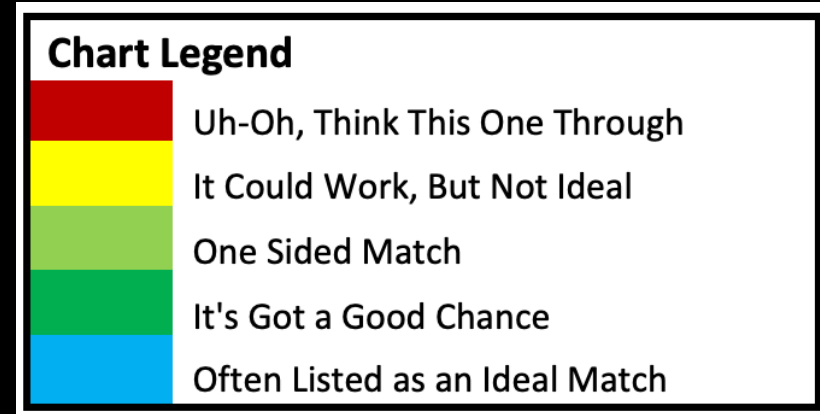 Chart Legend
Uh-Oh, Think This One Through
It Could Work, But Not Ideal
One Sided Match
It's Got a Good Chance
Often Listed as an Ideal Match